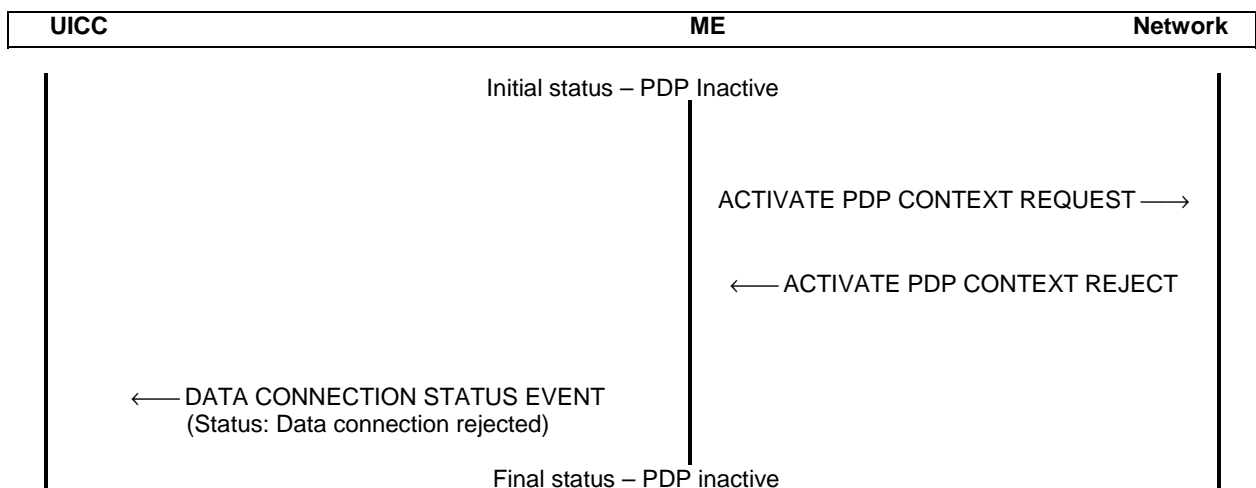 UICC ME Network
Initial status – PDP Inactive
ACTIVATE PDP CONTEXT REQUEST
ACTIVATE PDP CONTEXT REJECT
DATA CONNECTION STATUS EVENT
(Status: Data connection rejected)
Final status – PDP inactive